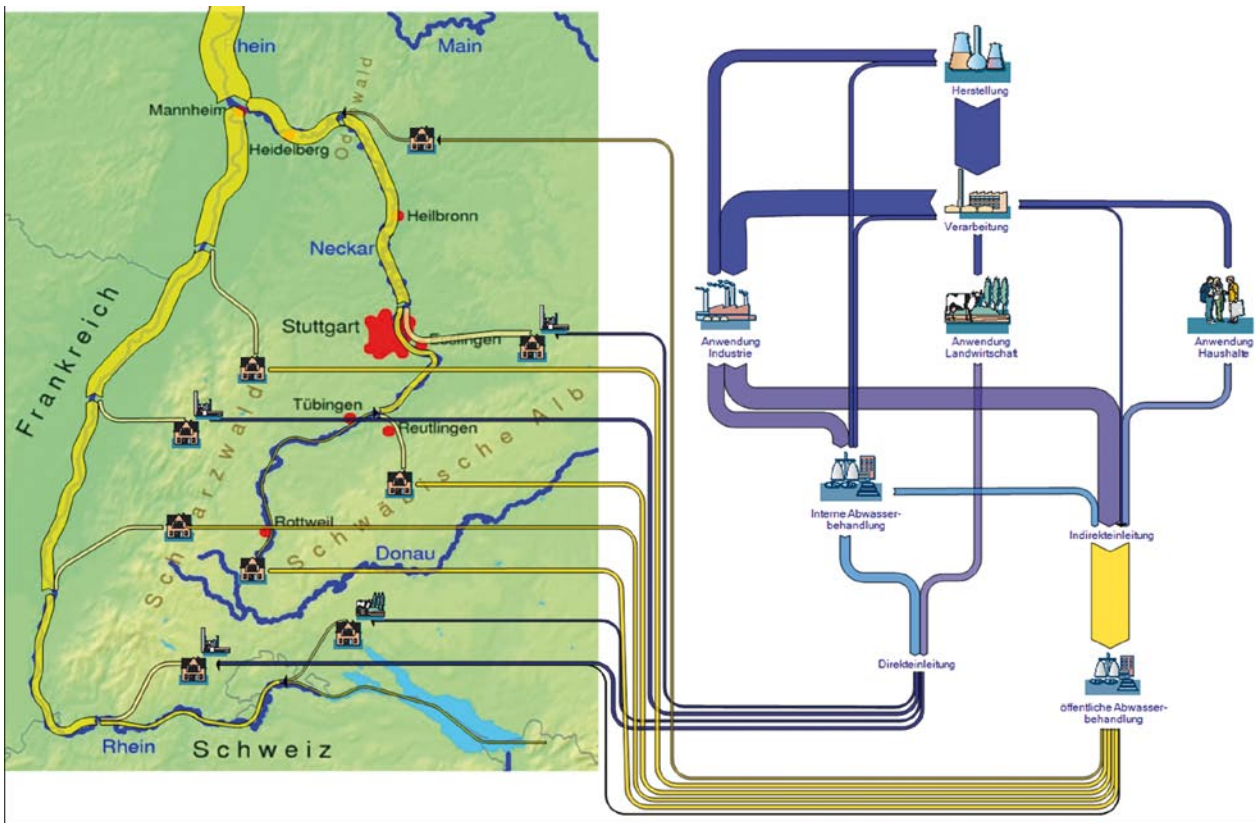 Rhein
Main
Odenwald
Mannheim
Heidelberg
Heilbronn
Neckar
Stuttgart
Esslingen
Frankreich
Tübingen
Reutlingen
Schwarzwald
Schwäbische Alb
Rottweil
Donau
Rhein
Schweiz
Herstellung
Verarbeitung
Anwendung
Industrie
Anwendung
Landwirtschaft
Anwendung
Haushalte
Interne Abwasser-
behandlung
Indirekteinleitung
Direkteinleitung
öffentliche Abwasser-
behandlung